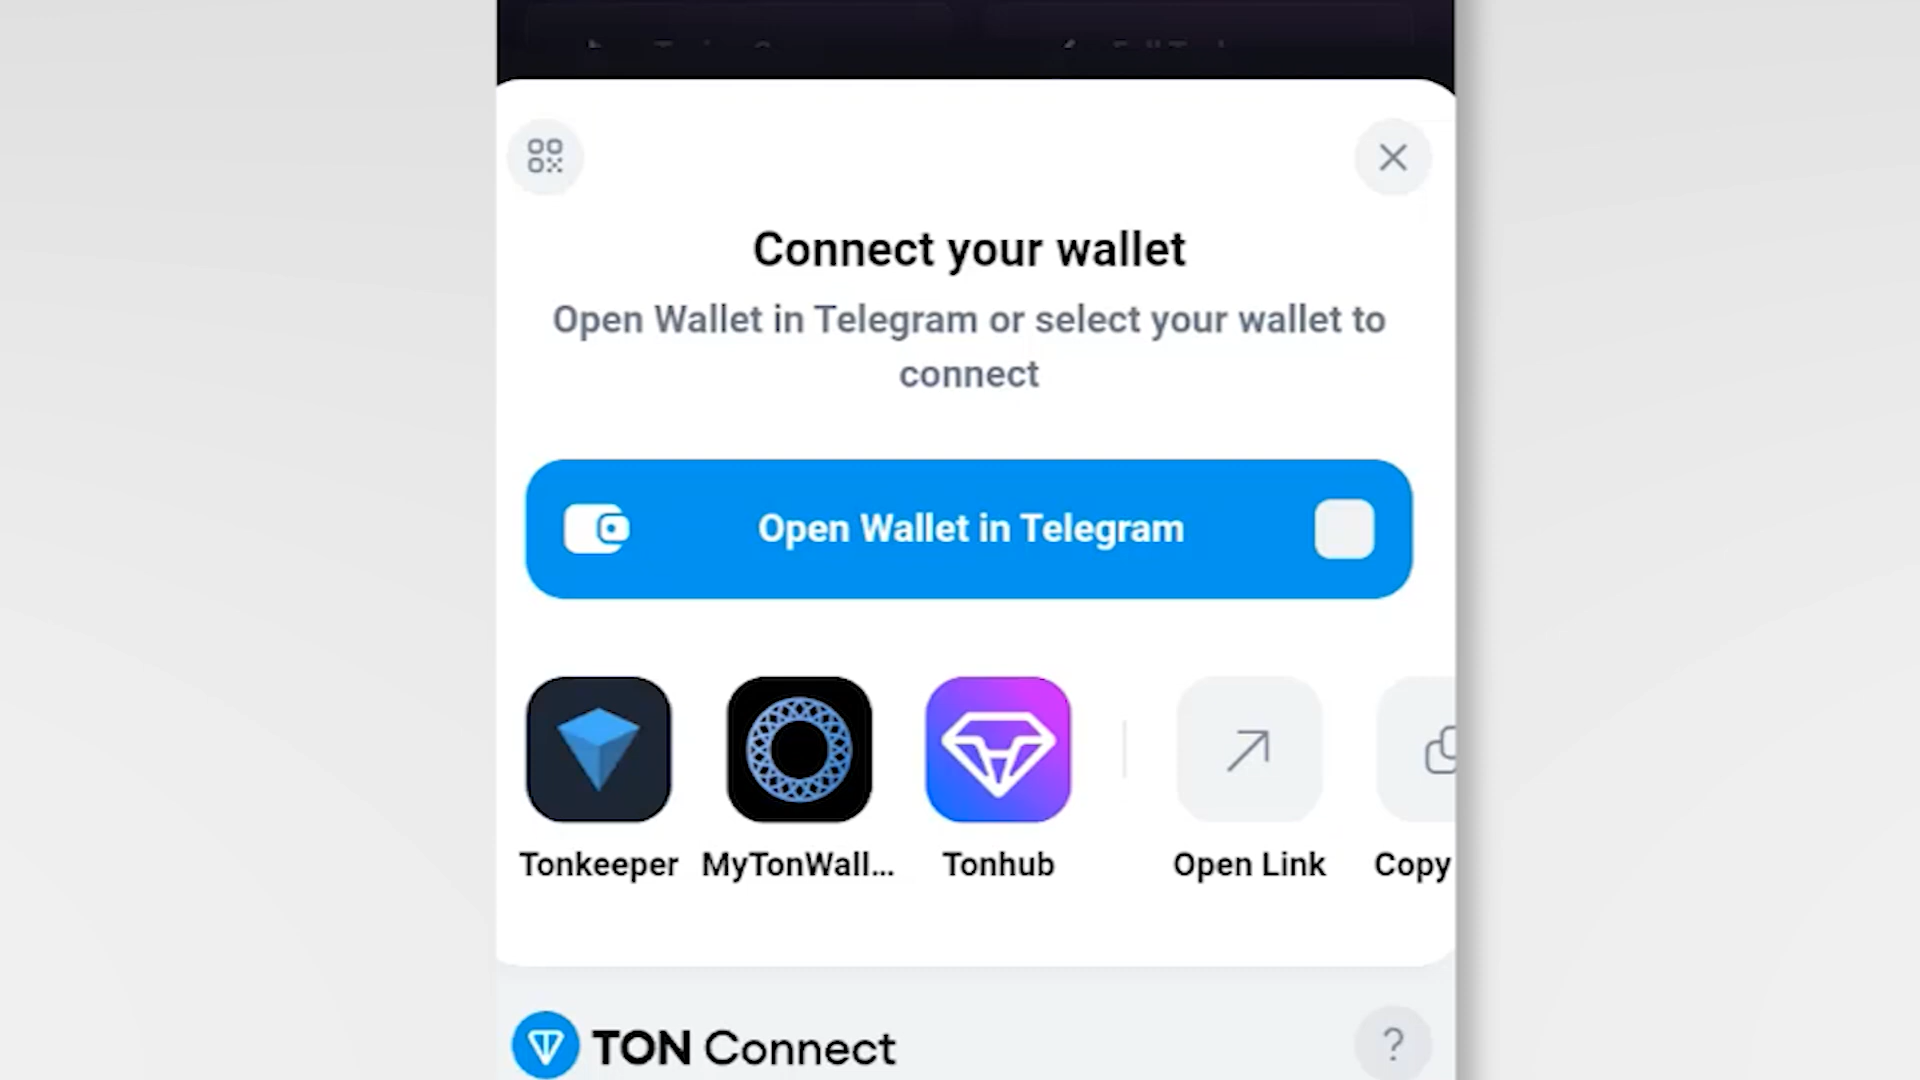 Connect your wallet
Open Wallet in Telegram or select your wallet to
connect
Open Wallet in Telegram
Tonkeeper
MyTonWall...
Tonhub
Open Link
Copy
TON Connect
?